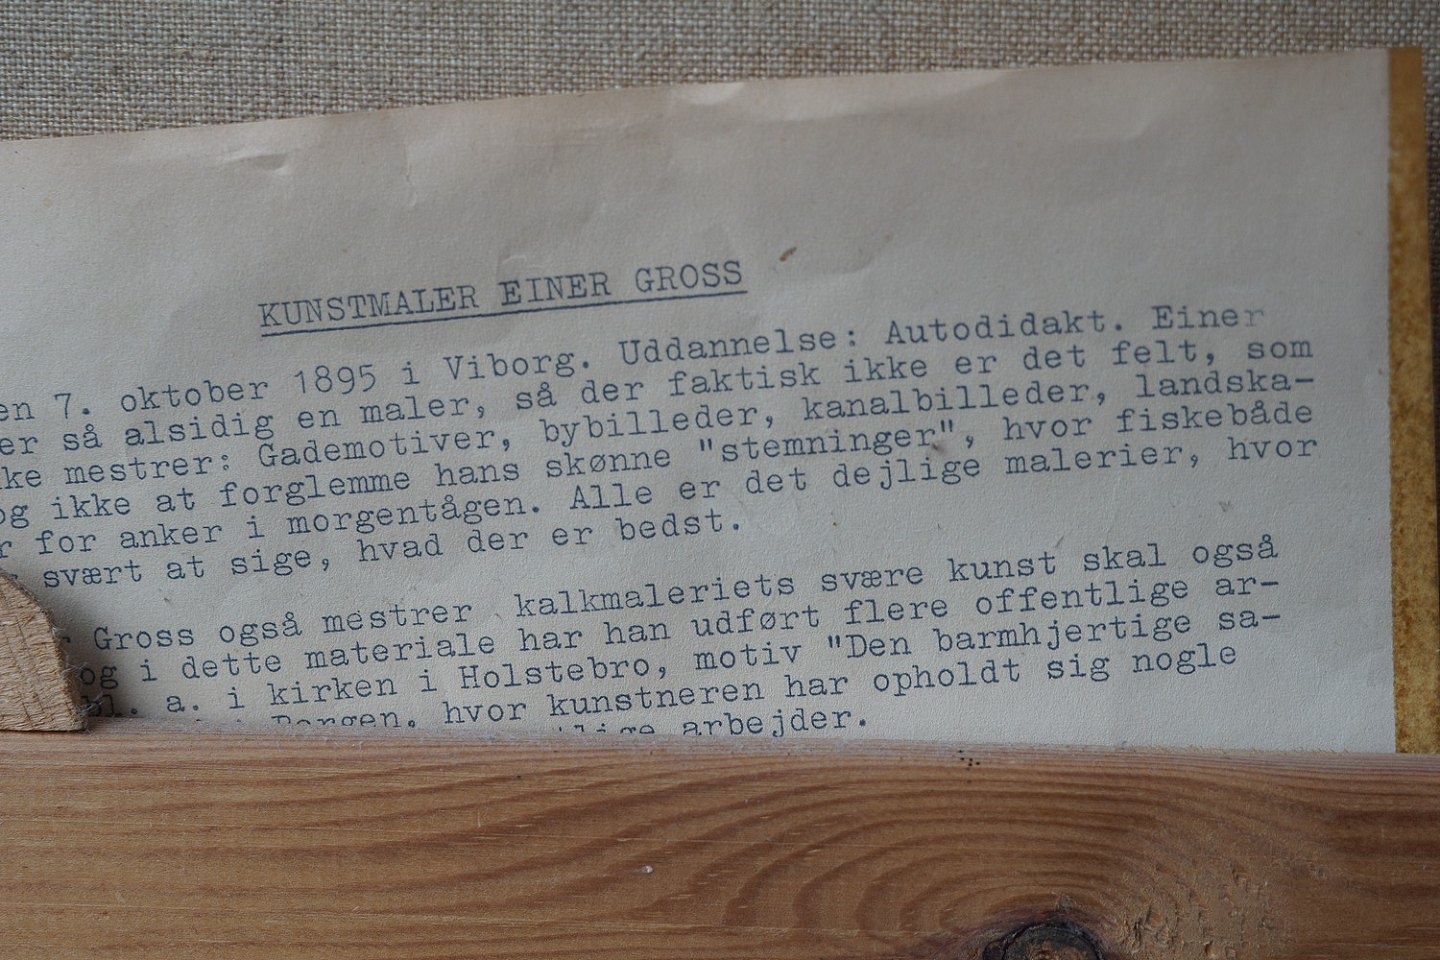 KUNSTMALER EINER GROSS
en 7. oktober 1895 i Viborg. Uddannelse: Autodidakt. Einer
er så alsidig en maler, så der faktisk ikke er det felt, som
ke mestrer: Gademotiver, bybilleder, kanalbilleder, landska-
og ikke at forglemme hans skønne "stemninger", hvor fiskebåde
r for anker i morgentågen. Alle er det dejlige malerier, hvor
svært at sige, hvad der er bedst.
Gross også mestrer kalkmaleriets svære kunst skal også
og i dette materiale har han udført flere offentlige ar-
bl. a. i kirken i Holstebro, motiv "Den barmhjertige sa-
hvor kunstneren har opholdt sig nogle
arbejder.